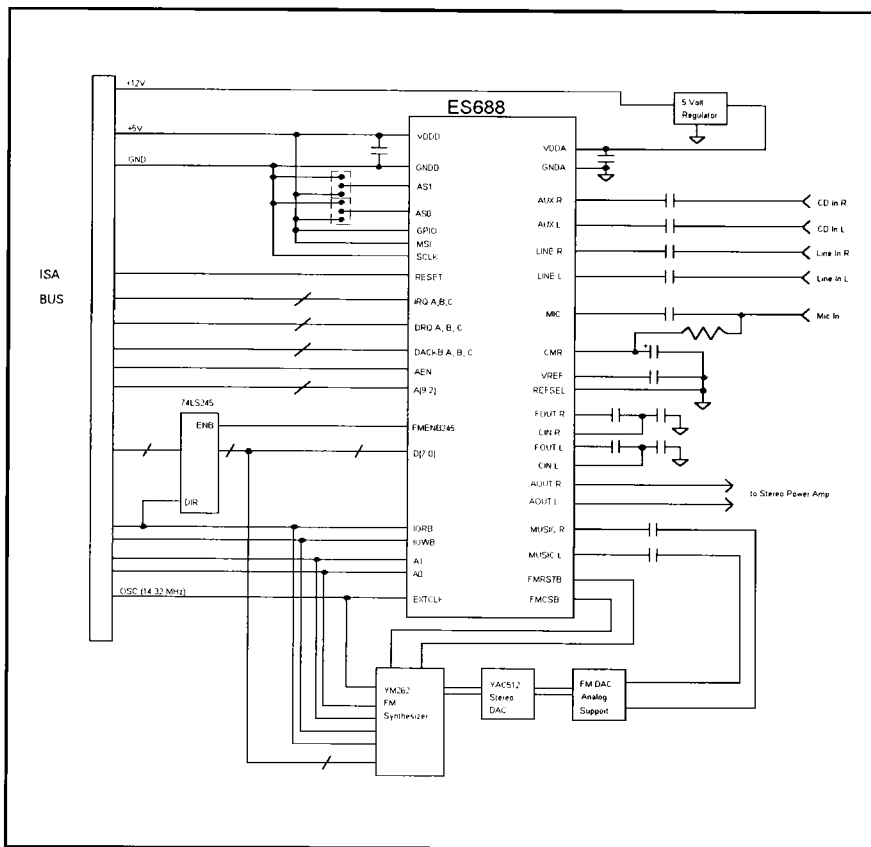 ES688
ISA
BUS
+12V
+5V
GND
5 Volt
Regulator
VDDD
GNDD
AS1
AS0
GPIO
MSI
SCLK
RESET
IRQ A,B,C
DRQ A, B, C
DACKB A, B, C
AEN
A[9:2]
FMENB245
D[7:0]
IORB
IOWB
A1
A0
EXTCLK
VDDA
GNDA
AUX R
AUX L
LINE R
LINE L
MIC
CMR
VREF
REFSEL
FOUT R
CIN R
FOUT L
CIN L
AOUT R
AOUT L
MUSIC R
MUSIC L
FMRSTB
FMCSB
CD In R
CD In L
Line In R
Line In L
Mic In
to Stereo Power Amp
74LS245
ENB
DIR
OSC (14.32 MHz)
YM262
FM
Synthesizer
YAC512
Stereo
DAC
FM DAC
Analog
Support